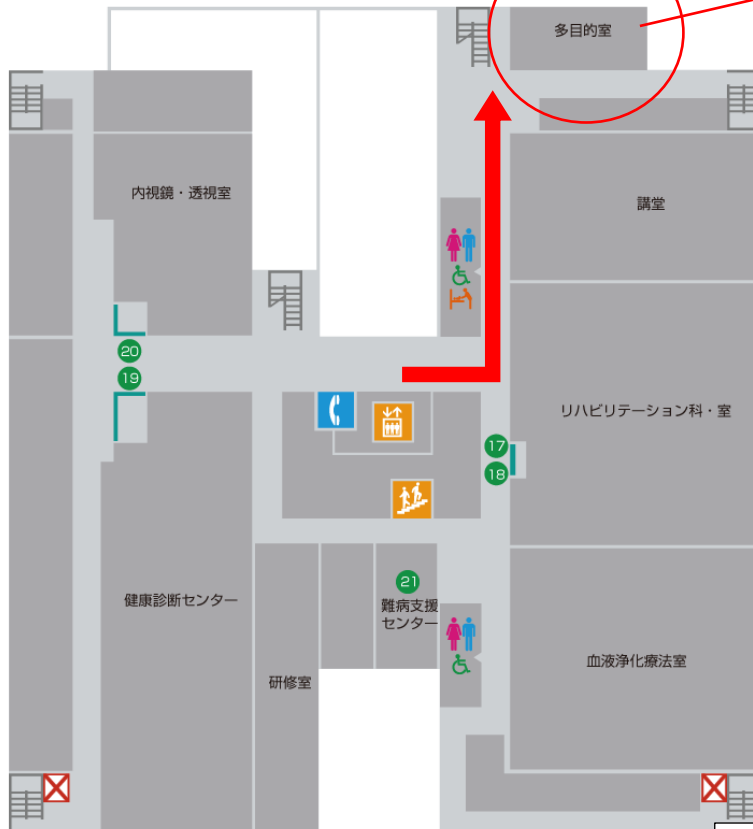 多目的室
内視鏡・透視室
講堂
20
19
リハビリテーション科・室
17
18
21
難病支援
センター
健康診断センター
研修室
血液浄化療法室